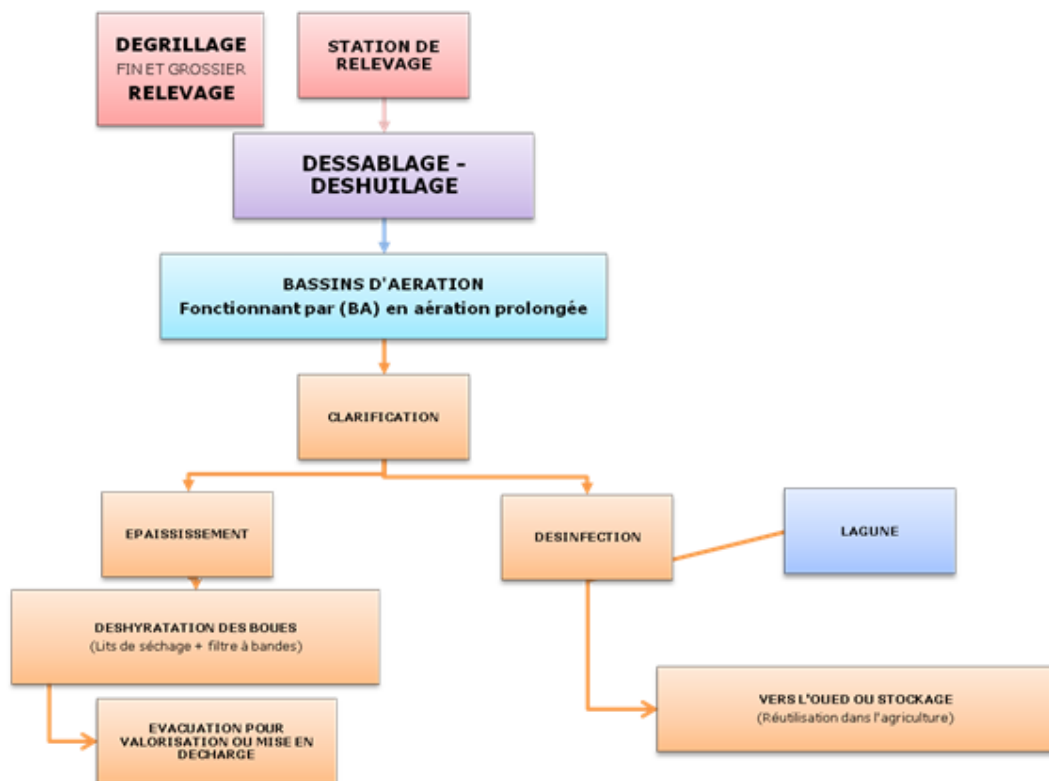 DEGRILLAGE
FIN ET GROSSIER
RELEVAGE
STATION DE
RELEVAGE
DESSABLAGE -
DESHUILAGE
BASSINS D'AERATION
Fonctionnant par (BA) en aération prolongée
CLARIFICATION
EPAISSISSEMENT
DESINFECTION
LAGUNE
DESHYRATATION DES BOUES
(Lits de séchage + filtre à bandes)
VERS L'OUED OU STOCKAGE
(Réutilisation dans l'agriculture)
EVACUATION POUR
VALORISATION OU MISE EN
DECHARGE